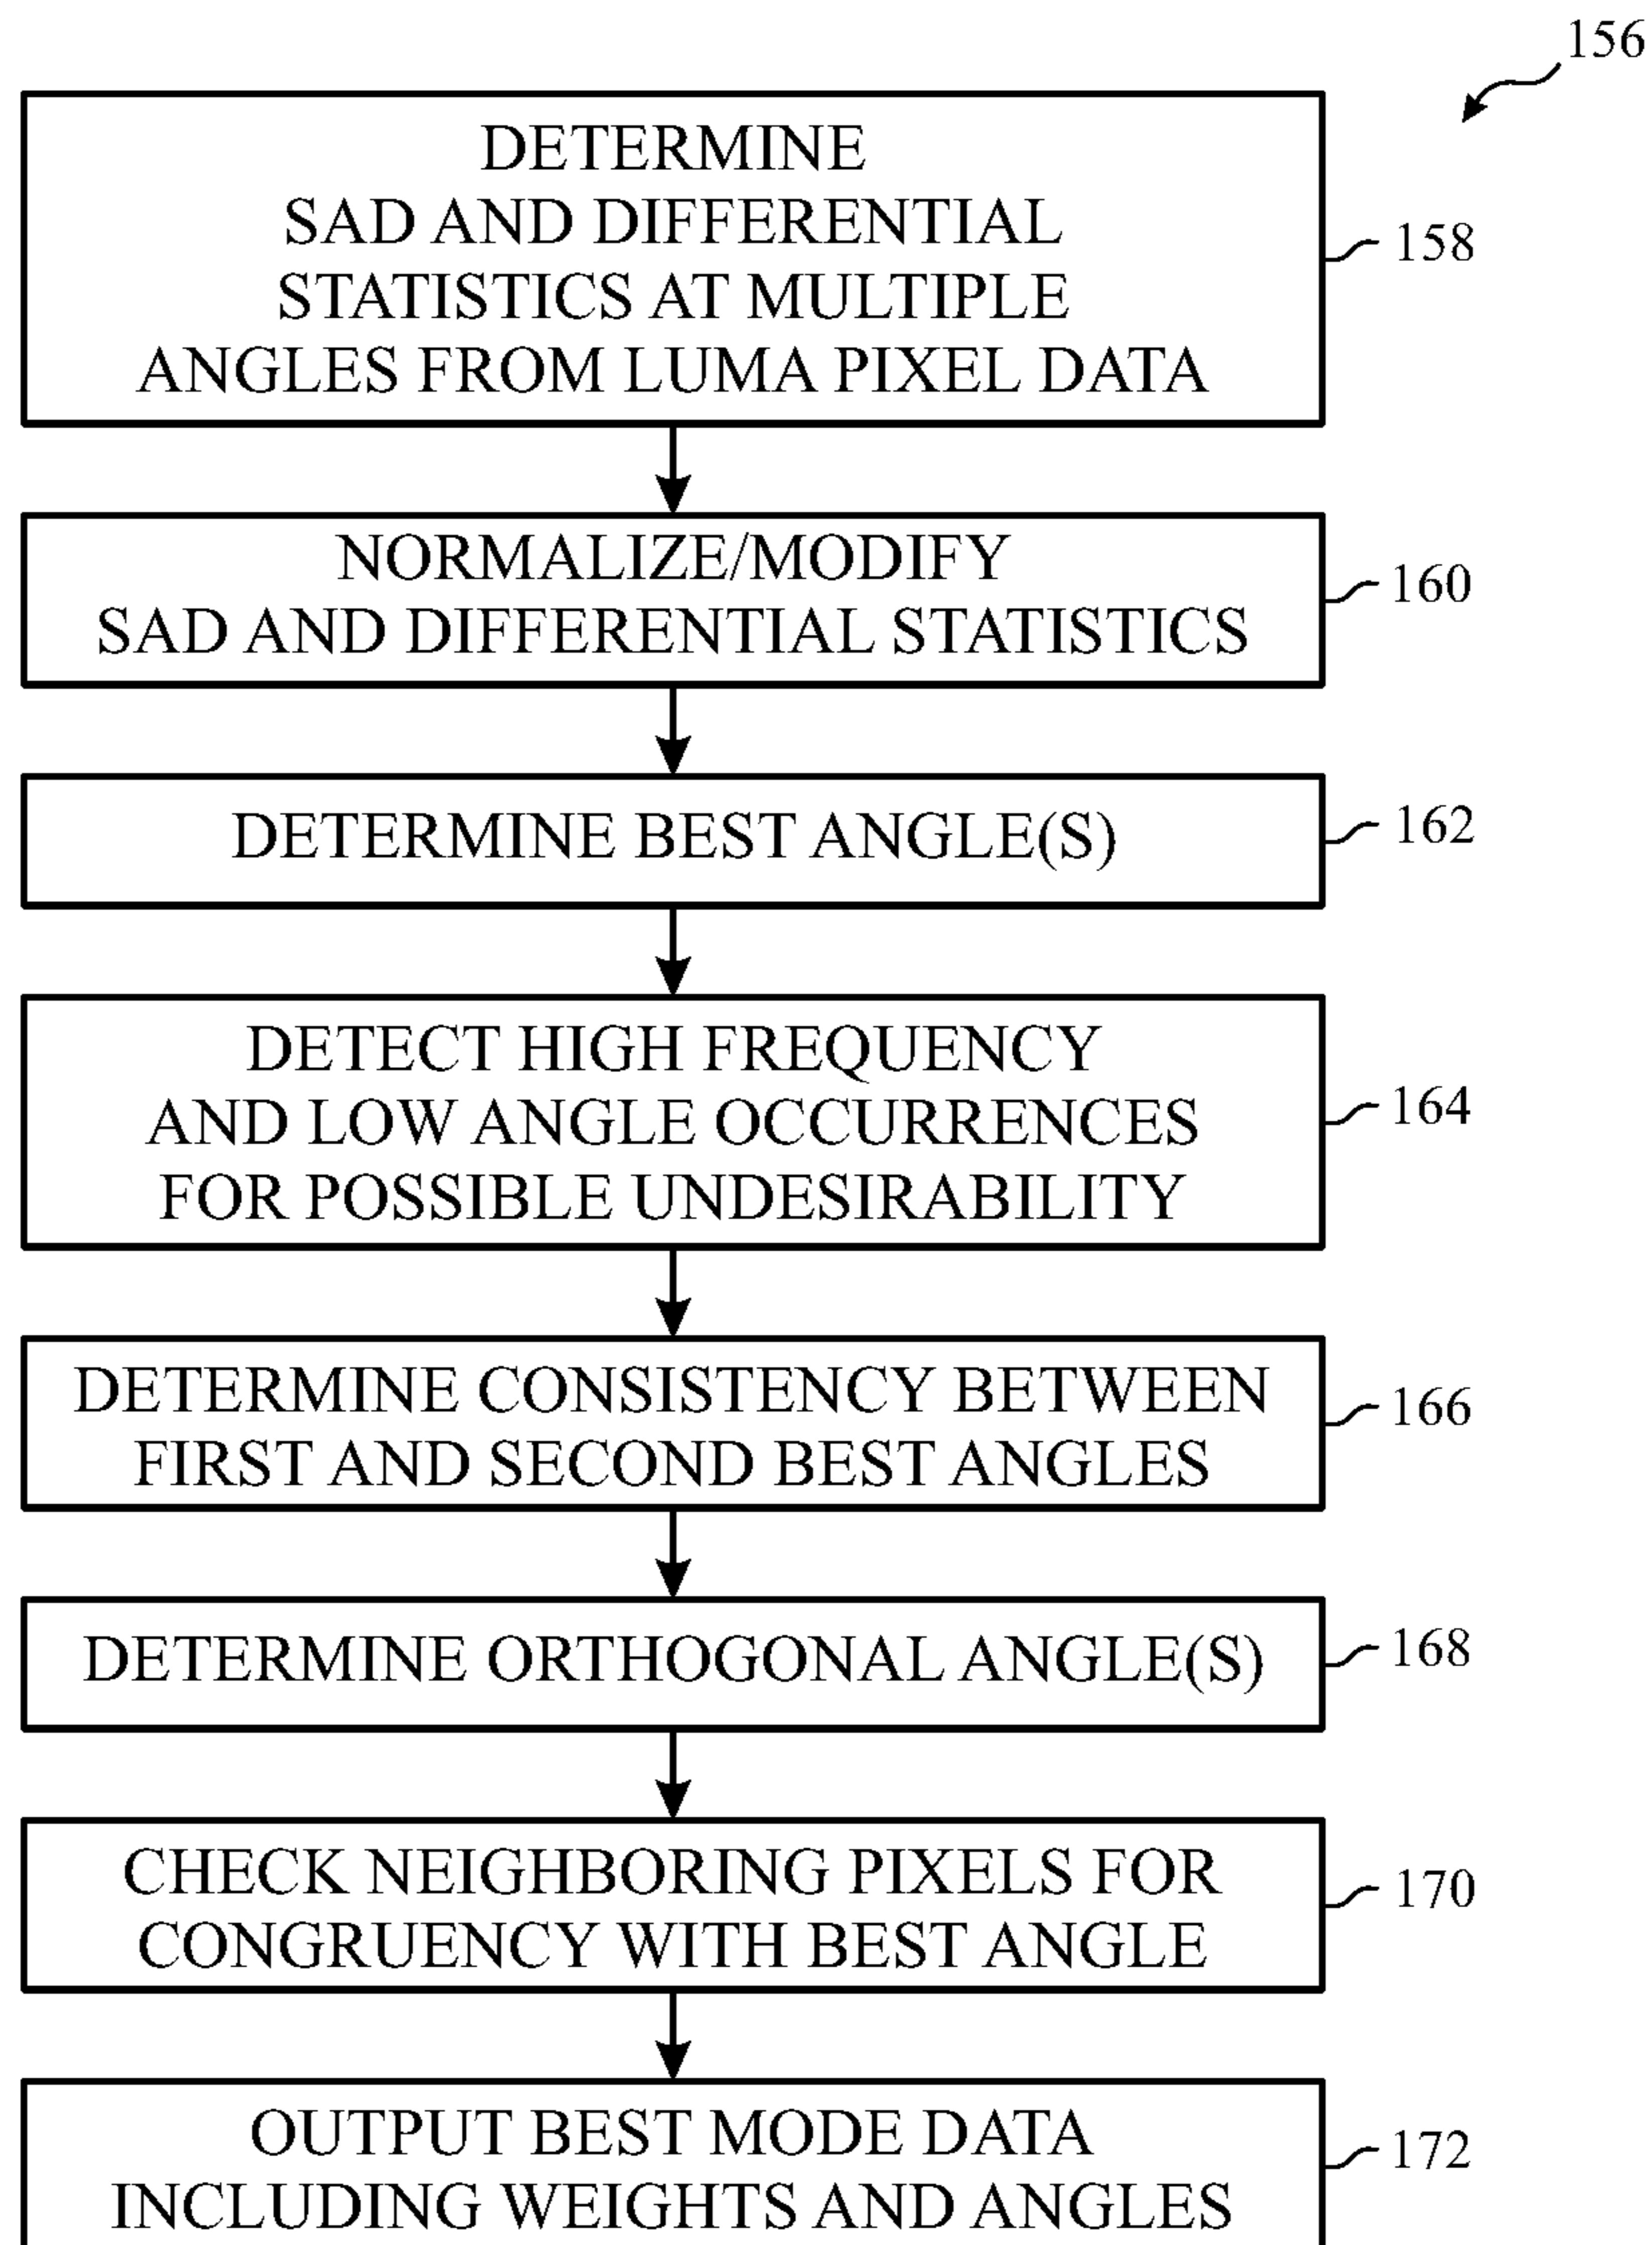 156
DETERMINE
SAD AND DIFFERENTIAL
STATISTICS AT MULTIPLE
ANGLES FROM LUMA PIXEL DATA
158
NORMALIZE/MODIFY
SAD AND DIFFERENTIAL STATISTICS
160
DETERMINE BEST ANGLE(S)
162
DETECT HIGH FREQUENCY
AND LOW ANGLE OCCURRENCES
FOR POSSIBLE UNDESIRABILITY
164
DETERMINE CONSISTENCY BETWEEN
FIRST AND SECOND BEST ANGLES
166
DETERMINE ORTHOGONAL ANGLE(S)
168
CHECK NEIGHBORING PIXELS FOR
CONGRUENCY WITH BEST ANGLE
170
OUTPUT BEST MODE DATA
INCLUDING WEIGHTS AND ANGLES
172